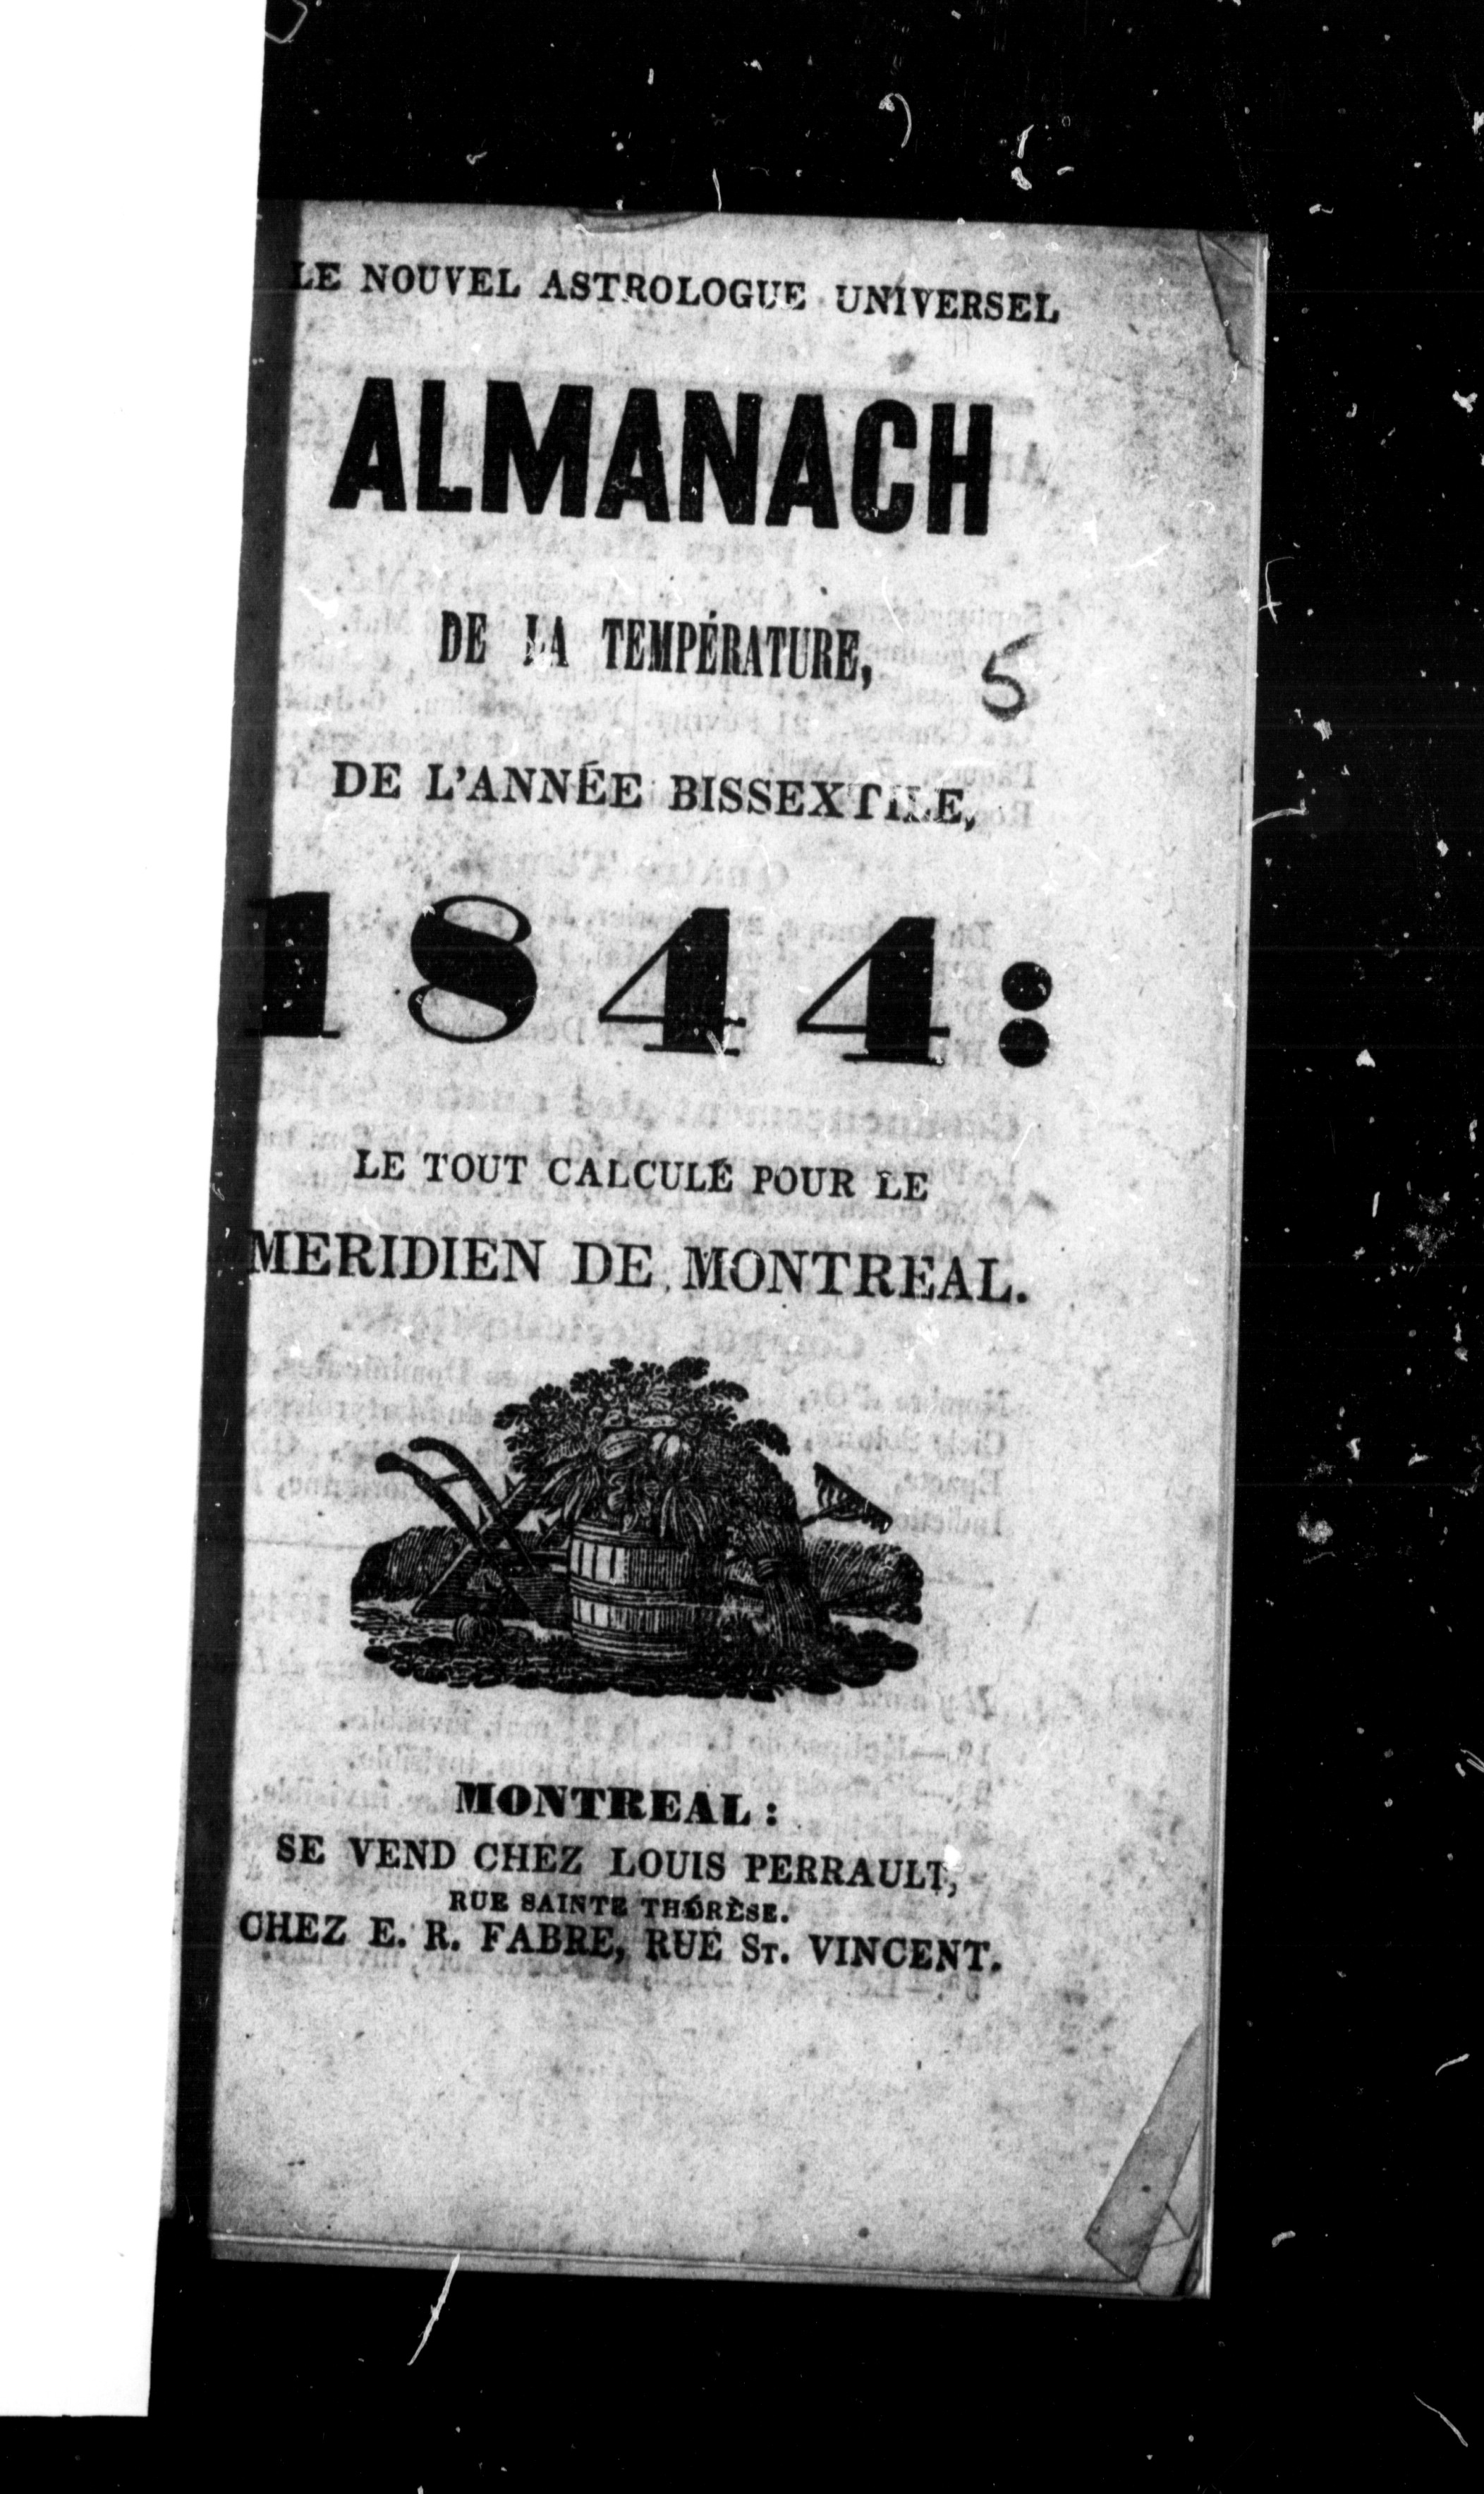 LE NOUVEL ASTROLOGUE UNIVERSEL
ALMANACH
DE LA TEMPÉRATURE,
5
DE L'ANNÉE BISSEXTILE,
1844:
LE TOUT CALCULÉ POUR LE
MERIDIEN DE MONTREAL.
MONTREAL:
SE VEND CHEZ LOUIS PERRAULT,
RUE SAINTE THÉRÈSE.
CHEZ E. R. FABRE, RUE ST. VINCENT.